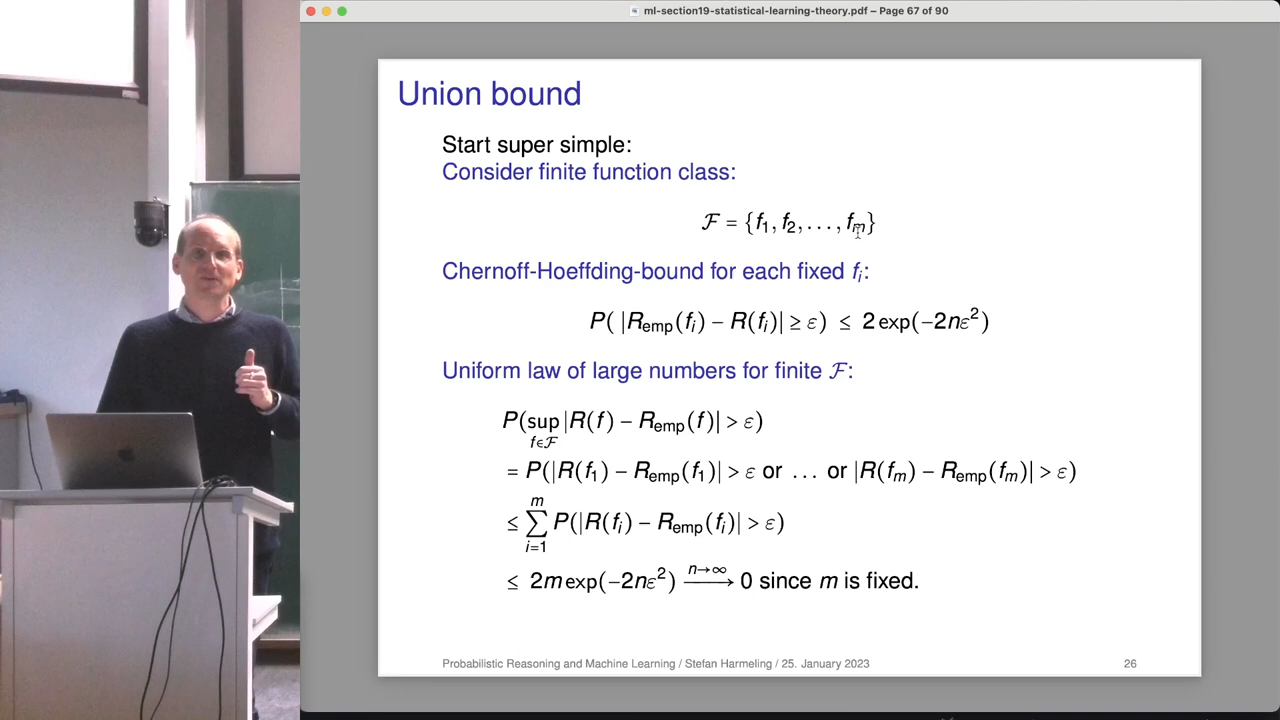 ml-section19-statistical-learning-theory.pdf – Page 67 of 90
Union bound
Start super simple:
Consider finite function class:
ℱ = {f₁, f₂, . . . , fₘ}
Chernoff-Hoeffding-bound for each fixed fᵢ:
P( |R_emp(fᵢ) − R(fᵢ)| ≥ ε) ≤ 2 exp(−2nε²)
Uniform law of large numbers for finite ℱ:
P(sup_{f∈ℱ} |R(f) − R_emp(f)| > ε)
= P(|R(f₁) − R_emp(f₁)| > ε or . . . or |R(fₘ) − R_emp(fₘ)| > ε)
≤ ∑_{i=1}^{m} P(|R(fᵢ) − R_emp(fᵢ)| > ε)
≤ 2m exp(−2nε²) \xrightarrow{n→∞} 0 since m is fixed.
Probabilistic Reasoning and Machine Learning / Stefan Harmeling / 25. January 2023
26